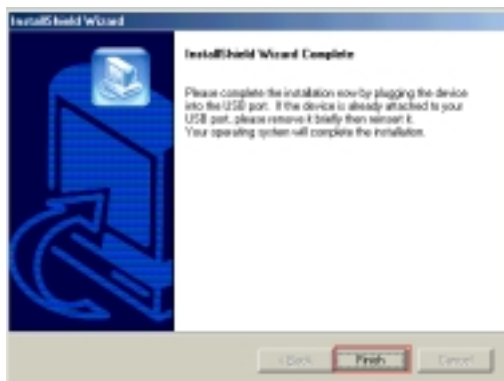 InstallShield Wizard
InstallShield Wizard Complete
Please complete the installation now by plugging the device
into the USB port. If the device is already attached to your
USB port, please remove it briefly then reinsert it.
Your operating system will complete the installation.
< Back Finish Cancel